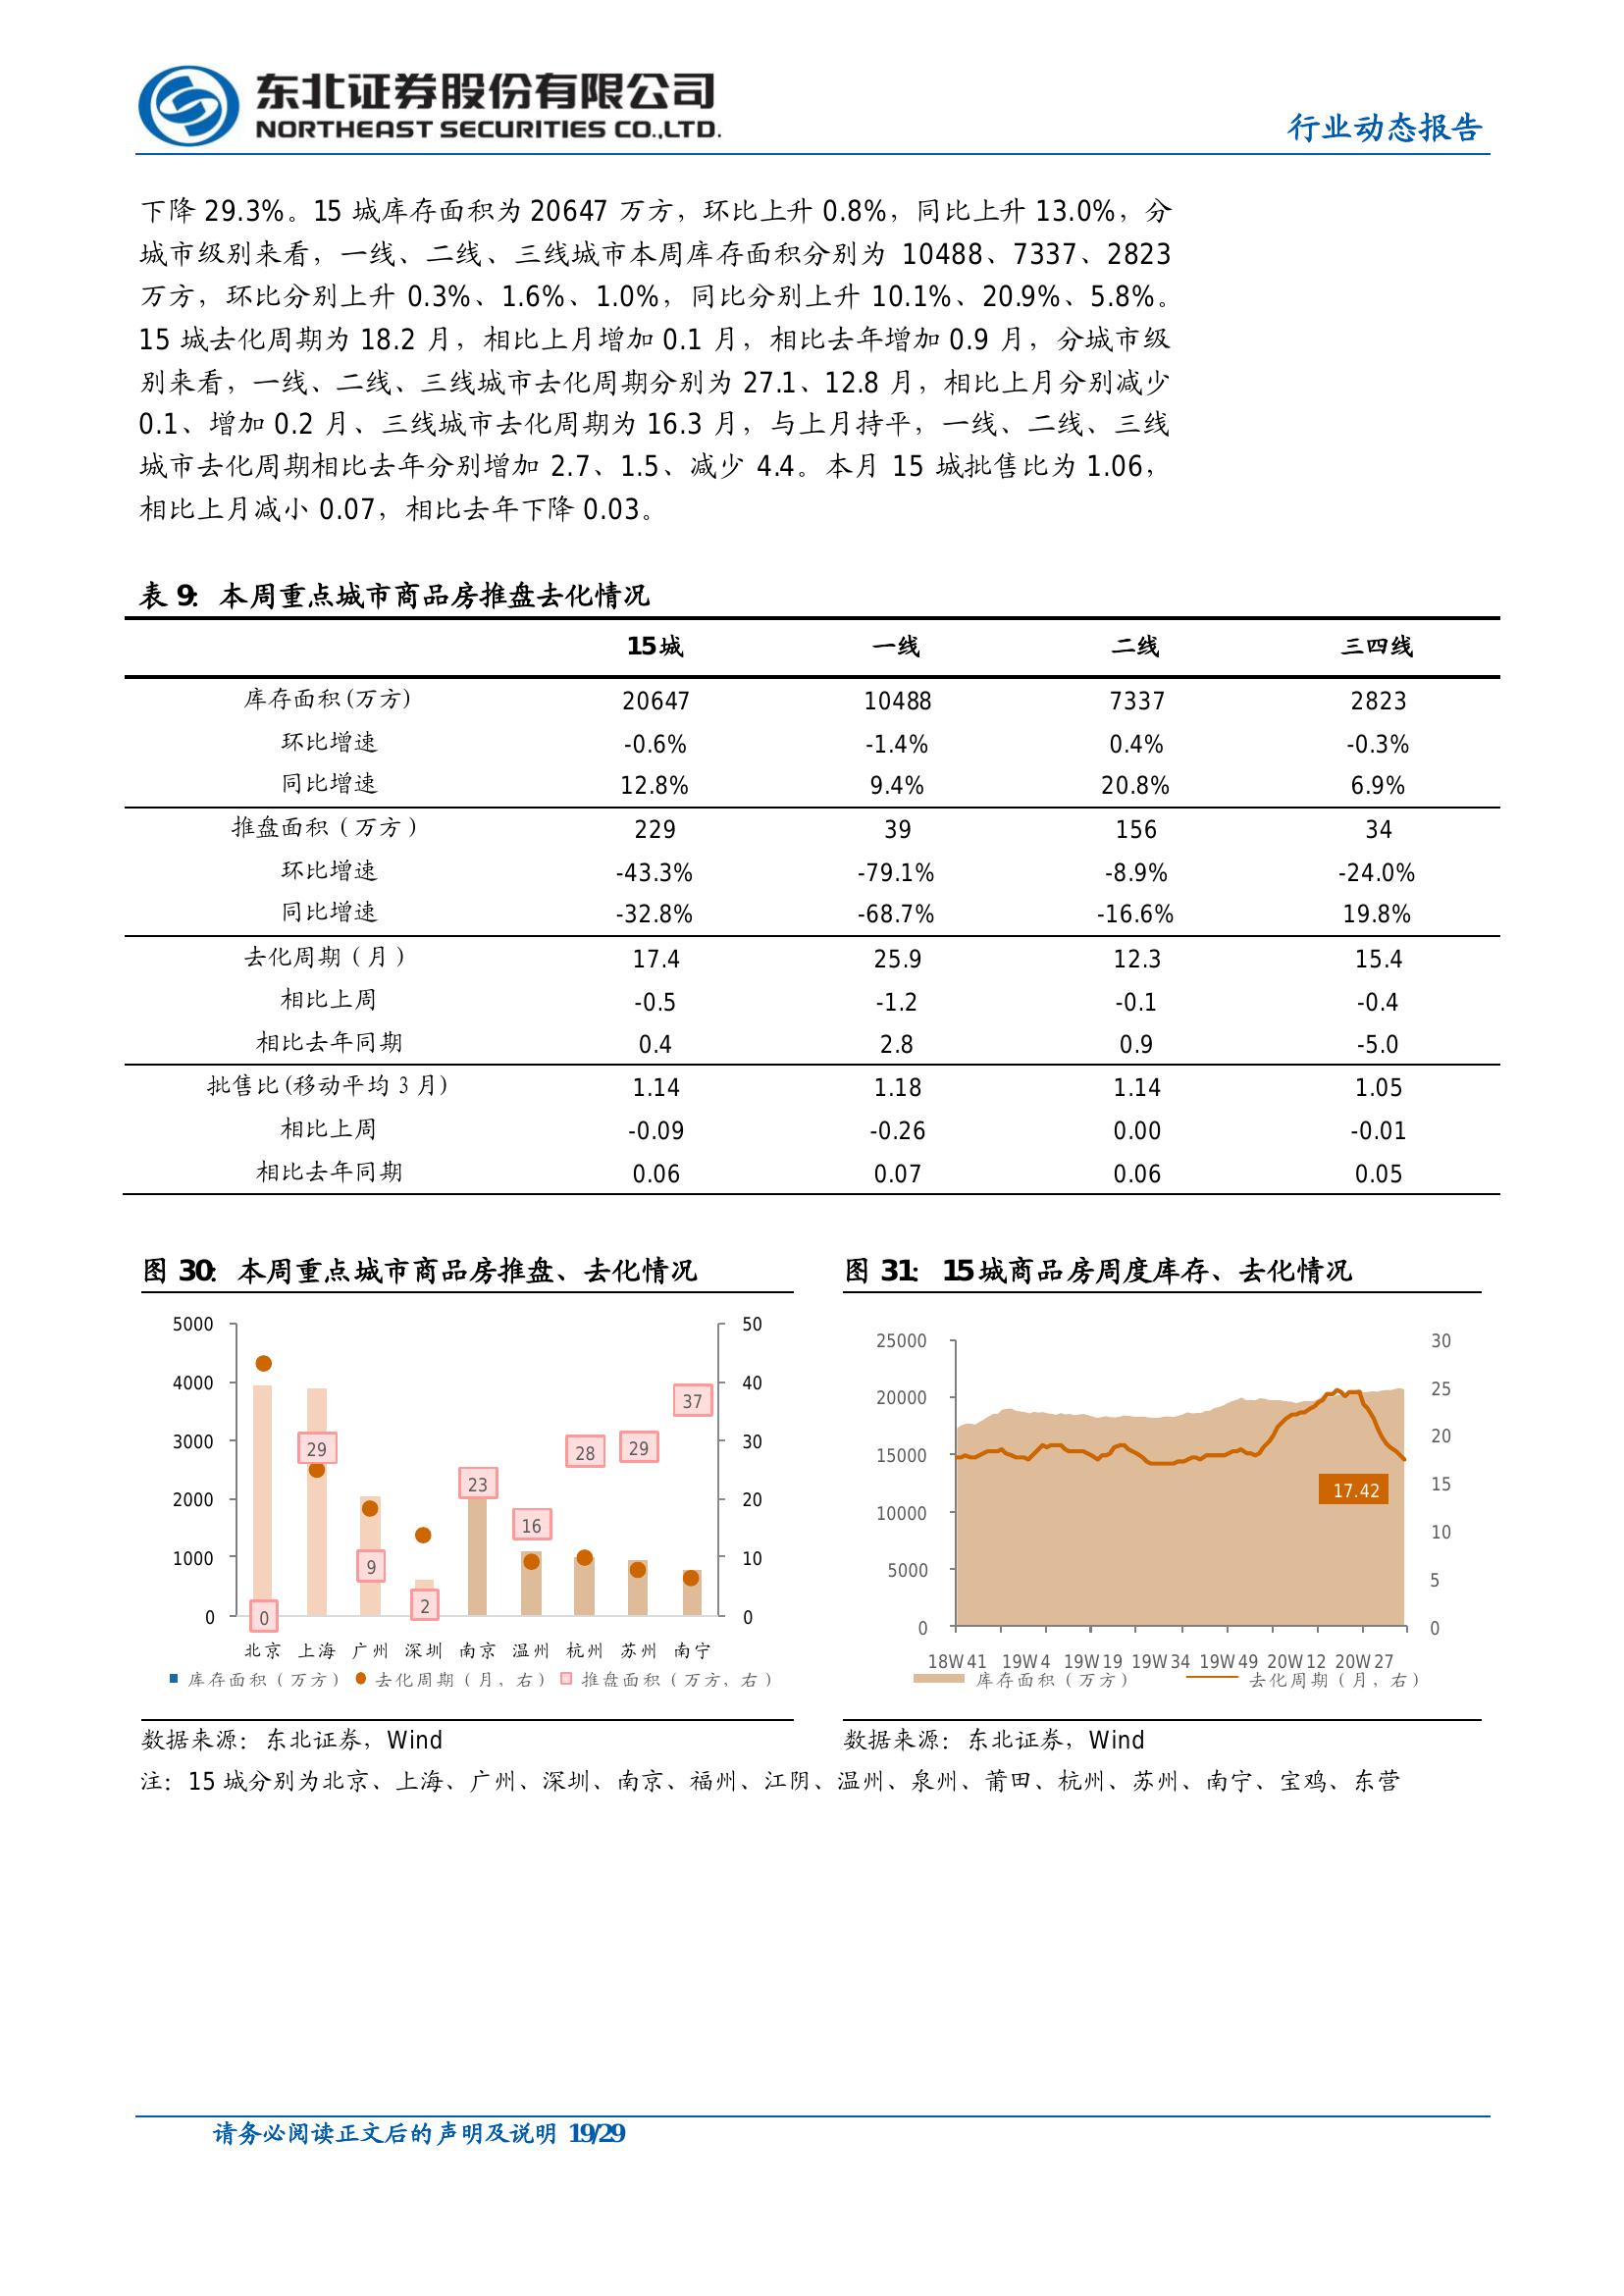 东北证券股份有限公司
NORTHEAST SECURITIES CO.,LTD.
行业动态报告
下降 29.3%。15 城库存面积为 20647 万方，环比上升 0.8%，同比上升 13.0%，分
城市级别来看，一线、二线、三线城市本周库存面积分别为 10488、7337、2823
万方，环比分别上升 0.3%、1.6%、1.0%，同比分别上升 10.1%、20.9%、5.8%。
15 城去化周期为 18.2 月，相比上月增加 0.1 月，相比去年增加 0.9 月，分城市级
别来看，一线、二线、三线城市去化周期分别为 27.1、12.8 月，相比上月分别减少
0.1、增加 0.2 月、三线城市去化周期为 16.3 月，与上月持平，一线、二线、三线
城市去化周期相比去年分别增加 2.7、1.5、减少 4.4。本月 15 城批售比为 1.06，
相比上月减小 0.07，相比去年下降 0.03。
表 9：本周重点城市商品房推盘去化情况
15城 一线 二线 三四线
库存面积(万方) 20647 10488 7337 2823
环比增速 -0.6% -1.4% 0.4% -0.3%
同比增速 12.8% 9.4% 20.8% 6.9%
推盘面积（万方） 229 39 156 34
环比增速 -43.3% -79.1% -8.9% -24.0%
同比增速 -32.8% -68.7% -16.6% 19.8%
去化周期（月） 17.4 25.9 12.3 15.4
相比上周 -0.5 -1.2 -0.1 -0.4
相比去年同期 0.4 2.8 0.9 -5.0
批售比(移动平均 3 月) 1.14 1.18 1.14 1.05
相比上周 -0.09 -0.26 0.00 -0.01
相比去年同期 0.06 0.07 0.06 0.05
图 30：本周重点城市商品房推盘、去化情况
5000 50
4000 40
3000 30
2000 20
1000 10
0 0
0 29 9 2 23 16 28 29 37
北京 上海 广州 深圳 南京 温州 杭州 苏州 南宁
库存面积（万方） 去化周期（月，右） 推盘面积（万方，右）
数据来源：东北证券，Wind
图 31：15城商品房周度库存、去化情况
25000 30
20000 25
15000 20
10000 15
5000 10
0 5
0
17.42
18W41 19W4 19W19 19W34 19W49 20W12 20W27
库存面积（万方） 去化周期（月，右）
数据来源：东北证券，Wind
注：15 城分别为北京、上海、广州、深圳、南京、福州、江阴、温州、泉州、莆田、杭州、苏州、南宁、宝鸡、东营
请务必阅读正文后的声明及说明 19/29